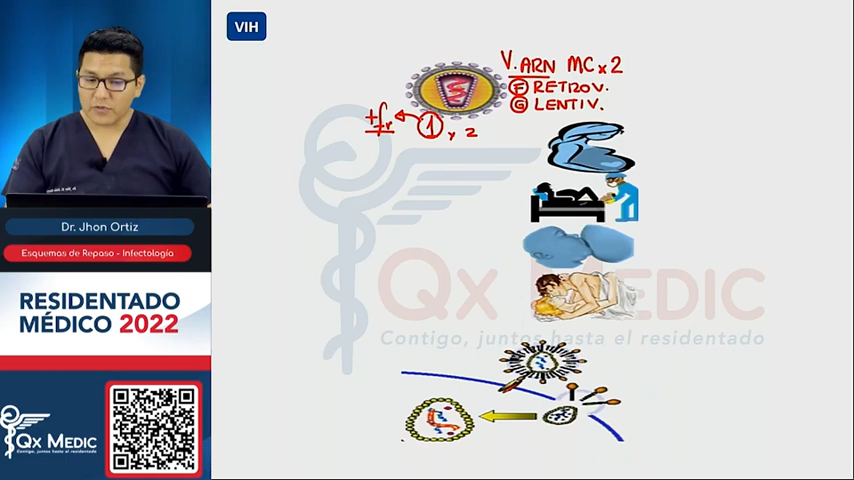 VIH
V. ARN MC x 2
F RETROV.
G LENTIV.
+fr
1 y 2
Dr. Jhon Ortiz
Esquemas de Repaso - Infectología
RESIDENTADO
MÉDICO 2022
QX MEDIC
Contigo, juntos hasta el residentado
QX MEDIC
Contigo, juntos hasta el residentado